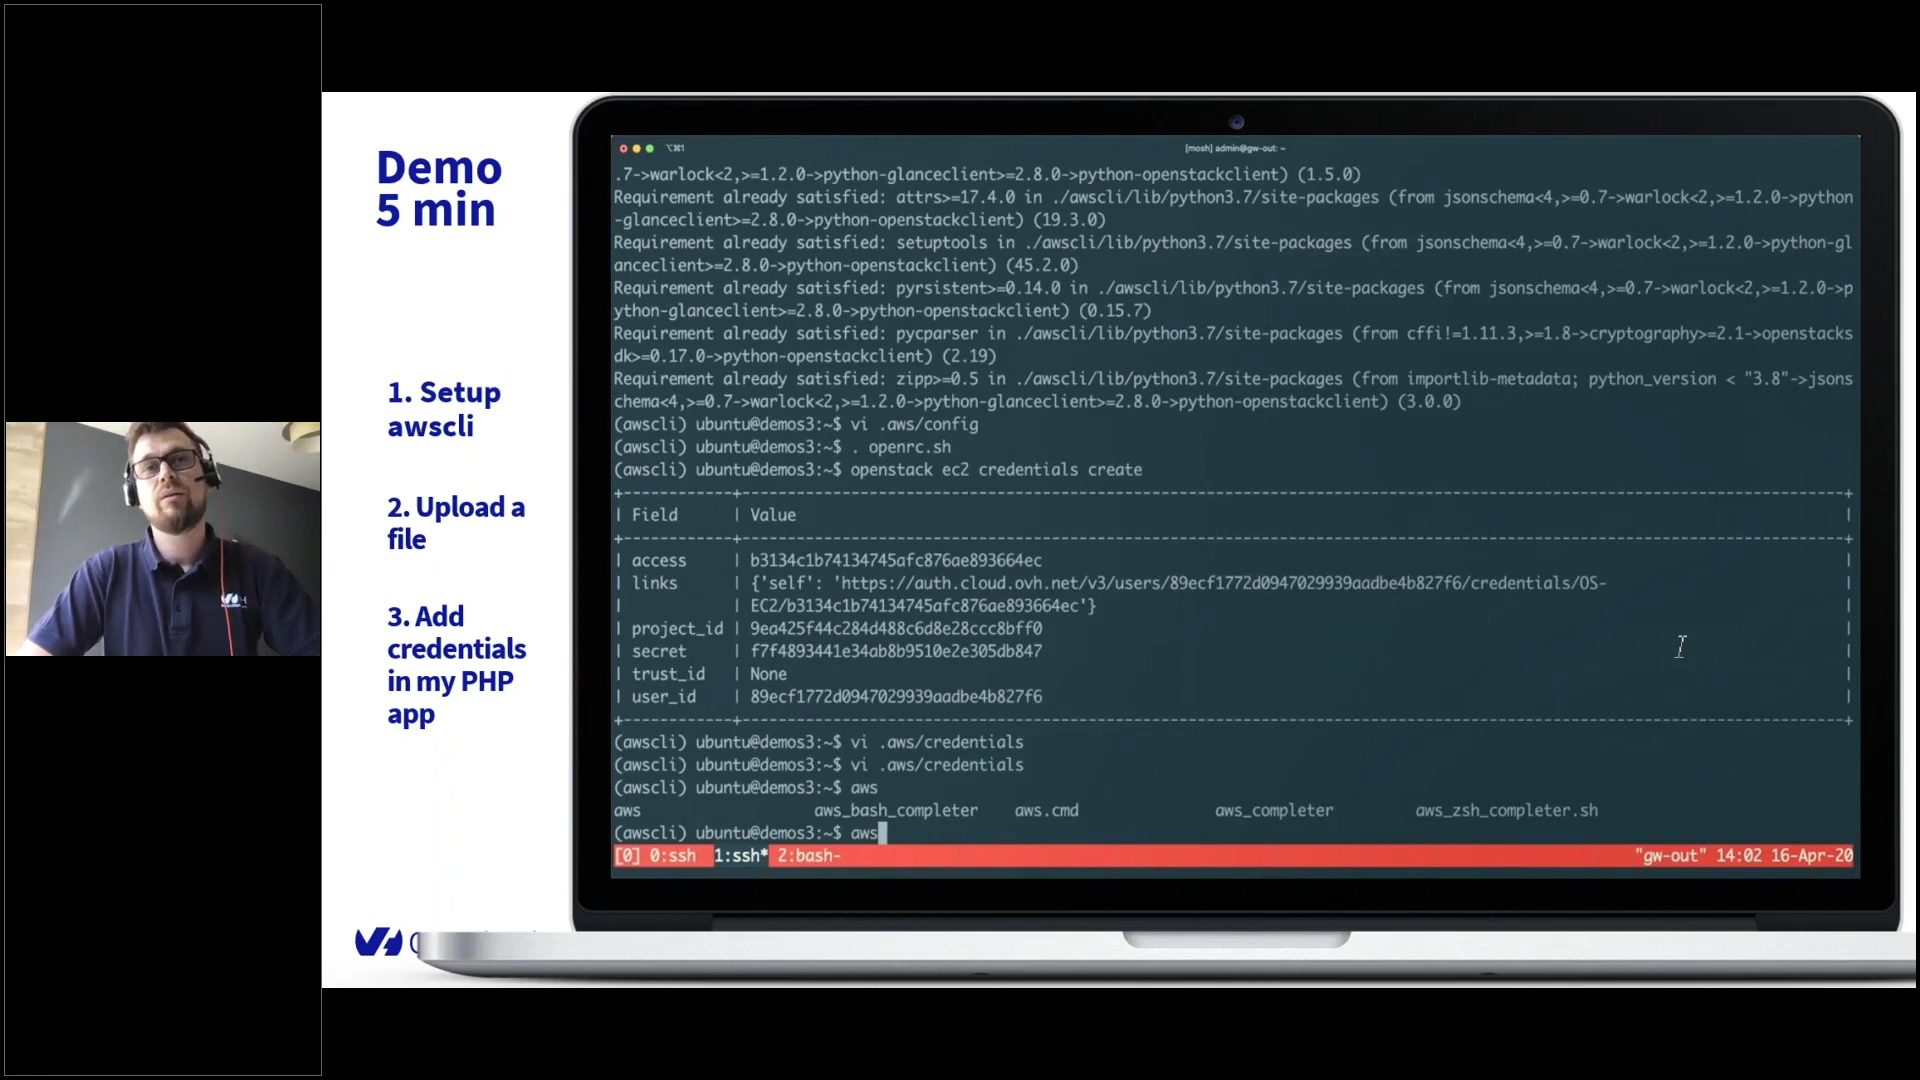 Demo
5 min
1. Setup
awscli
2. Upload a
file
3. Add
credentials
in my PHP
app
⌥⌘1
[mosh] admin@gw-out: ~
.7->warlock<2,>=1.2.0->python-glanceclient>=2.8.0->python-openstackclient) (1.5.0)
Requirement already satisfied: attrs>=17.4.0 in ./awscli/lib/python3.7/site-packages (from jsonschema<4,>=0.7->warlock<2,>=1.2.0->python
-glanceclient>=2.8.0->python-openstackclient) (19.3.0)
Requirement already satisfied: setuptools in ./awscli/lib/python3.7/site-packages (from jsonschema<4,>=0.7->warlock<2,>=1.2.0->python-gl
anceclient>=2.8.0->python-openstackclient) (45.2.0)
Requirement already satisfied: pyrsistent>=0.14.0 in ./awscli/lib/python3.7/site-packages (from jsonschema<4,>=0.7->warlock<2,>=1.2.0->p
ython-glanceclient>=2.8.0->python-openstackclient) (0.15.7)
Requirement already satisfied: pycparser in ./awscli/lib/python3.7/site-packages (from cffi!=1.11.3,>=1.8->cryptography>=2.1->openstacks
dk>=0.17.0->python-openstackclient) (2.19)
Requirement already satisfied: zipp>=0.5 in ./awscli/lib/python3.7/site-packages (from importlib-metadata; python_version < "3.8"->jsons
chema<4,>=0.7->warlock<2,>=1.2.0->python-glanceclient>=2.8.0->python-openstackclient) (3.0.0)
(awscli) ubuntu@demos3:~$ vi .aws/config
(awscli) ubuntu@demos3:~$ . openrc.sh
(awscli) ubuntu@demos3:~$ openstack ec2 credentials create
| Field | Value |
| access | b3134c1b74134745afc876ae893664ec |
| links | {'self': 'https://auth.cloud.ovh.net/v3/users/89ecf1772d0947029939aadbe4b827f6/credentials/OS- |
| | EC2/b3134c1b74134745afc876ae893664ec'} |
| project_id | 9ea425f44c284d488c6d8e28ccc8bff0 |
| secret | f7f4893441e34ab8b9510e2e305db847 |
| trust_id | None |
| user_id | 89ecf1772d0947029939aadbe4b827f6 |
(awscli) ubuntu@demos3:~$ vi .aws/credentials
(awscli) ubuntu@demos3:~$ vi .aws/credentials
(awscli) ubuntu@demos3:~$ aws
aws aws_bash_completer aws.cmd aws_completer aws_zsh_completer.sh
(awscli) ubuntu@demos3:~$ aws
[0] 0:ssh 1:ssh* 2:bash- "gw-out" 14:02 16-Apr-20